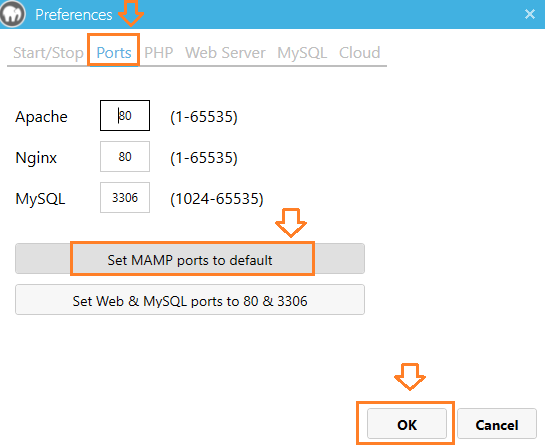 Preferences
Start/Stop Ports PHP Web Server MySQL Cloud
Apache 80 (1-65535)
Nginx 80 (1-65535)
MySQL 3306 (1024-65535)
Set MAMP ports to default
Set Web & MySQL ports to 80 & 3306
OK Cancel